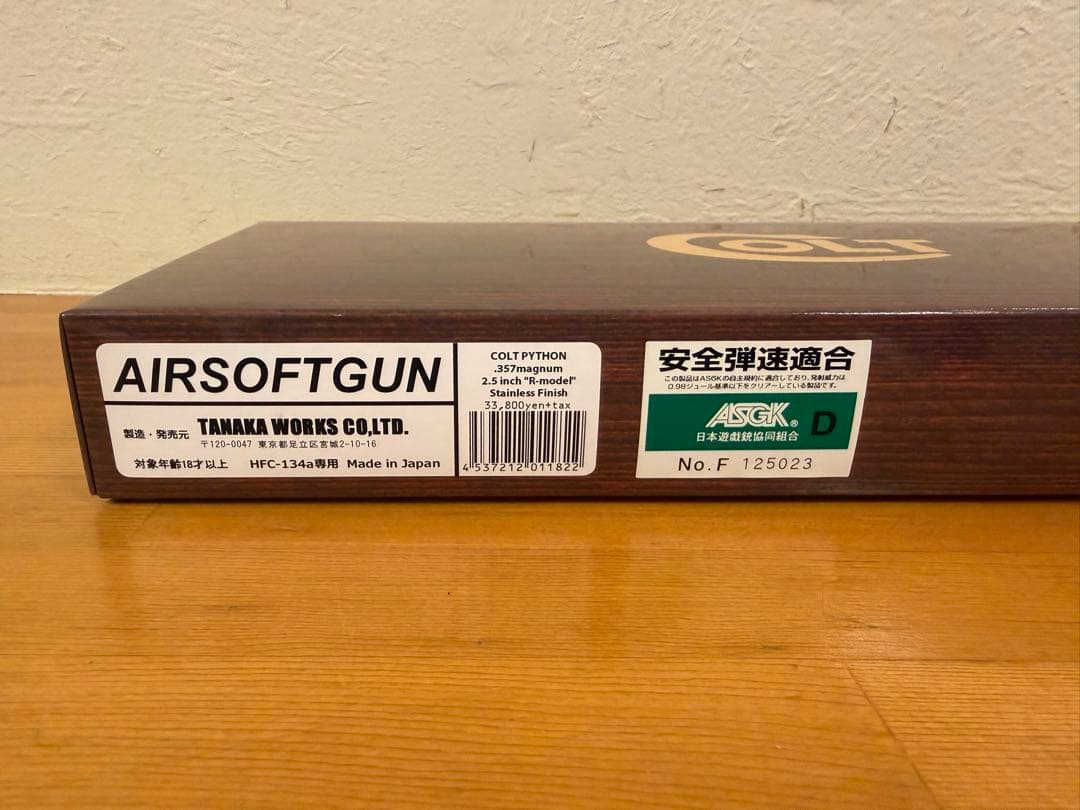 COLT
AIRSOFTGUN
製造・発売元 TANAKA WORKS CO,LTD.
〒120-0047 東京都足立区宮城2-10-16
対象年齢18才以上 HFC-134a専用 Made in Japan
COLT PYTHON
.357magnum
2.5 inch "R-model"
Stainless Finish
33,800yen+tax
4 537212 011822
安全弾速適合
この製品はASGKの自主規約に適合しており、発射威力は
0.98ジュール基準以下をクリアーしている製品です。
ASGK®
日本遊戯銃協同組合
D
No.F 125023